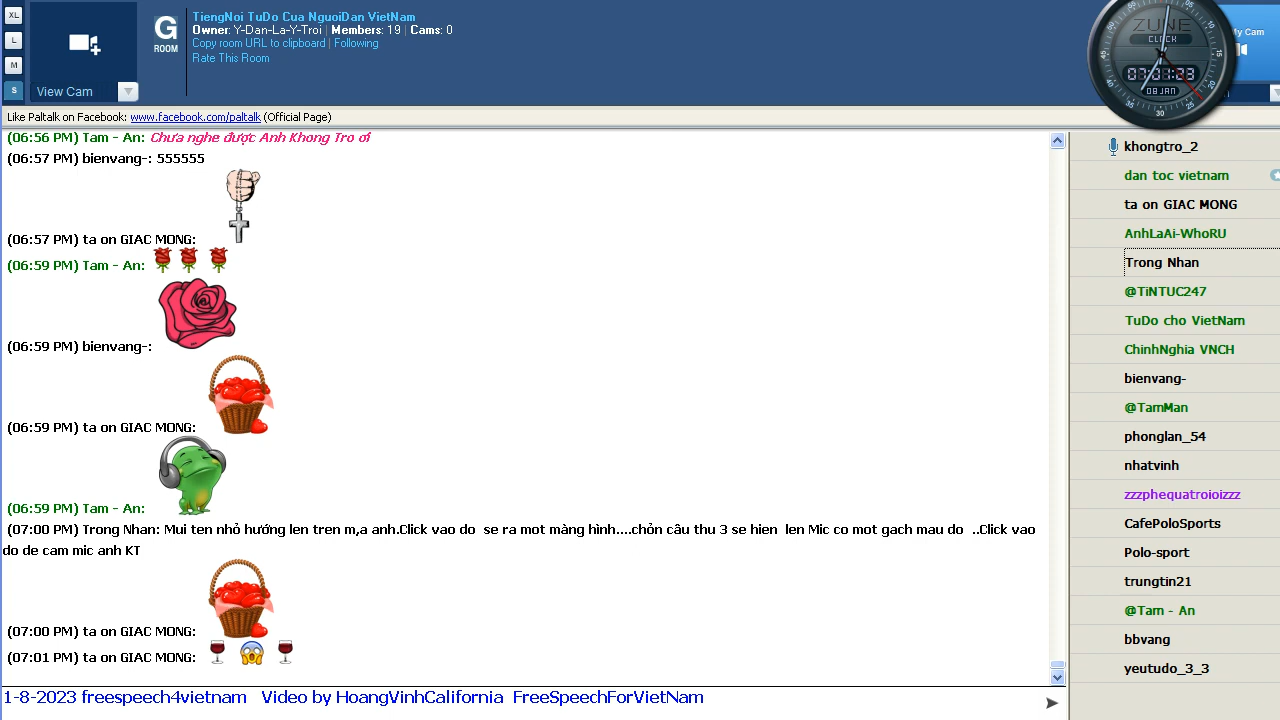 XL
L
M
S
View Cam
G
ROOM
TiengNoi TuDo Cua NguoiDan VietNam
Owner: Y-Dan-La-Y-Troi | Members: 19 | Cams: 0
Copy room URL to clipboard | Following
Rate This Room
ZUNE
CLOCK
08 JAN
My Cam
Like Paltalk on Facebook: www.facebook.com/paltalk (Official Page)
(06:56 PM) Tam - An: Chưa nghe được Anh Khong Tro ơi
(06:57 PM) bienvang-: 555555
(06:57 PM) ta on GIAC MONG:
(06:59 PM) Tam - An:
(06:59 PM) bienvang-:
(06:59 PM) ta on GIAC MONG:
(06:59 PM) Tam - An:
(07:00 PM) Trong Nhan: Mui ten nhỏ hướng len tren m,a anh.Click vao do  se ra mot màng hình....chỏn câu thu 3 se hien  len Mic co mot gach mau do  ..Click vao
do de cam mic anh KT
(07:00 PM) ta on GIAC MONG:
(07:01 PM) ta on GIAC MONG:
1-8-2023 freespeech4vietnam   Video by HoangVinhCalifornia  FreeSpeechForVietNam
khongtro_2
dan toc vietnam
ta on GIAC MONG
AnhLaAi-WhoRU
Trong Nhan
@TiNTUC247
TuDo cho VietNam
ChinhNghia VNCH
bienvang-
@TamMan
phonglan_54
nhatvinh
zzzphequatroioizzz
CafePoloSports
Polo-sport
trungtin21
@Tam - An
bbvang
yeutudo_3_3